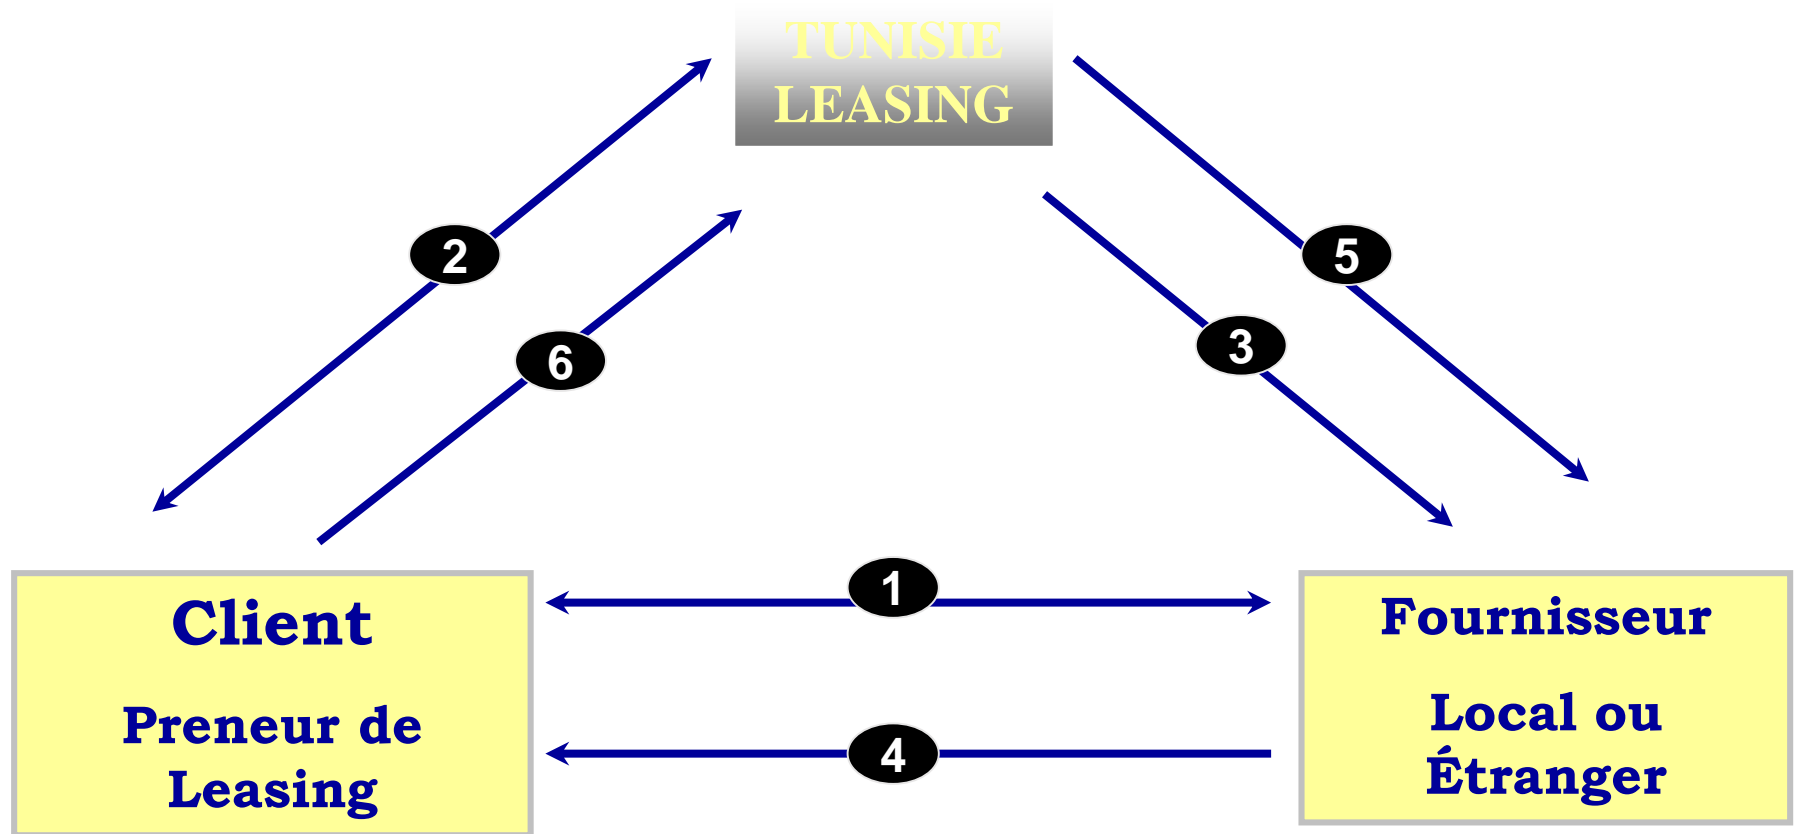 TUNISIE
LEASING
2
5
6
3
1
Client
Preneur de
Leasing
Fournisseur
Local ou
Étranger
4